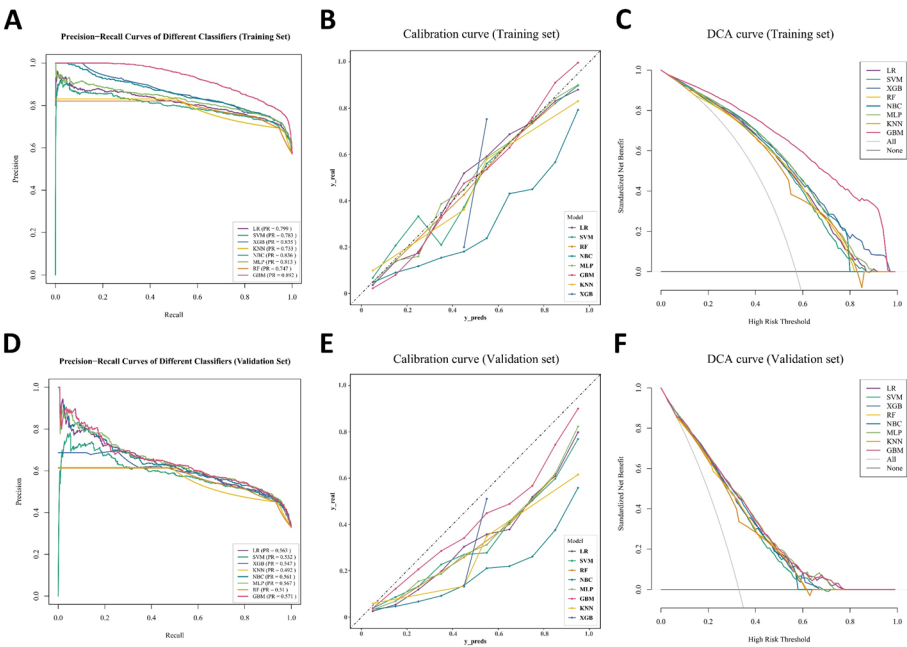 A
Precision-Recall Curves of Different Classifiers (Training Set)
Precision
0.0
0.2
0.4
0.6
0.8
1.0
0.0 0.2 0.4 0.6 0.8 1.0
Recall
LR (PR = 0.799 )
SVM (PR = 0.783 )
XGB (PR = 0.835 )
KNN (PR = 0.733 )
NBC (PR = 0.836 )
MLP (PR = 0.813 )
RF (PR = 0.747 )
GBM (PR = 0.892 )
B
Calibration curve (Training set)
y_real
1.0
0.8
0.6
0.4
0.2
0.0
0.0 0.2 0.4 0.6 0.8 1.0
y_preds
Model
LR
SVM
RF
NBC
MLP
GBM
KNN
XGB
C
DCA curve (Training set)
Standardized Net Benefit
1.0
0.8
0.6
0.4
0.2
0.0
0.0 0.2 0.4 0.6 0.8 1.0
High Risk Threshold
LR
SVM
XGB
RF
NBC
MLP
KNN
GBM
All
None
D
Precision-Recall Curves of Different Classifiers (Validation Set)
Precision
1.0
0.8
0.6
0.4
0.2
0.0
0.0 0.2 0.4 0.6 0.8 1.0
Recall
LR (PR = 0.563 )
SVM (PR = 0.532 )
XGB (PR = 0.547 )
KNN (PR = 0.492 )
NBC (PR = 0.561 )
MLP (PR = 0.567 )
RF (PR = 0.51 )
GBM (PR = 0.571 )
E
Calibration curve (Validation set)
y_real
1.0
0.8
0.6
0.4
0.2
0.0
0.0 0.2 0.4 0.6 0.8 1.0
y_preds
Model
LR
SVM
RF
NBC
MLP
GBM
KNN
XGB
F
DCA curve (Validation set)
Standardized Net Benefit
1.0
0.8
0.6
0.4
0.2
0.0
0.0 0.2 0.4 0.6 0.8 1.0
High Risk Threshold
LR
SVM
XGB
RF
NBC
MLP
KNN
GBM
All
None